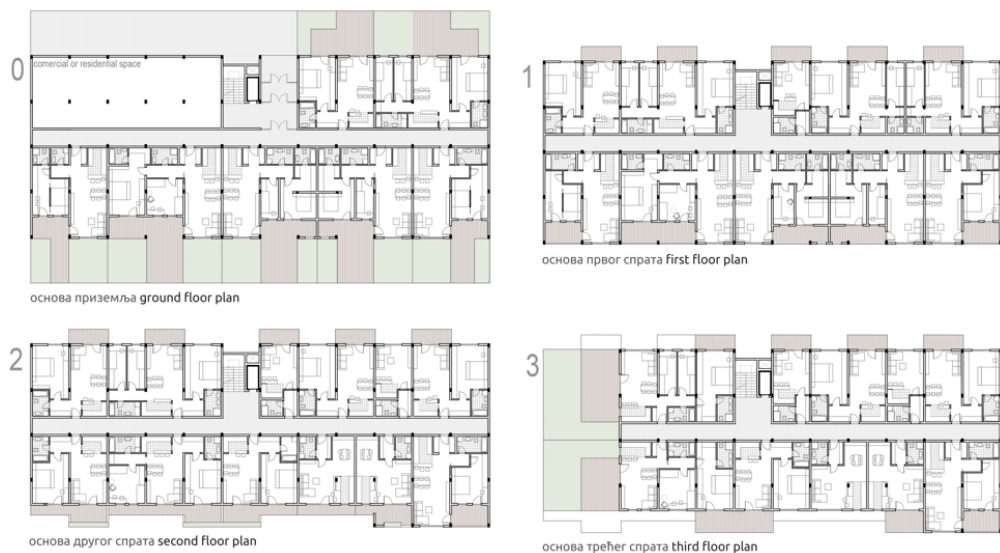 0
comercial or residential space
основа приземља ground floor plan
1
основа првог спрата first floor plan
2
основа другог спрата second floor plan
3
основа трећег спрата third floor plan